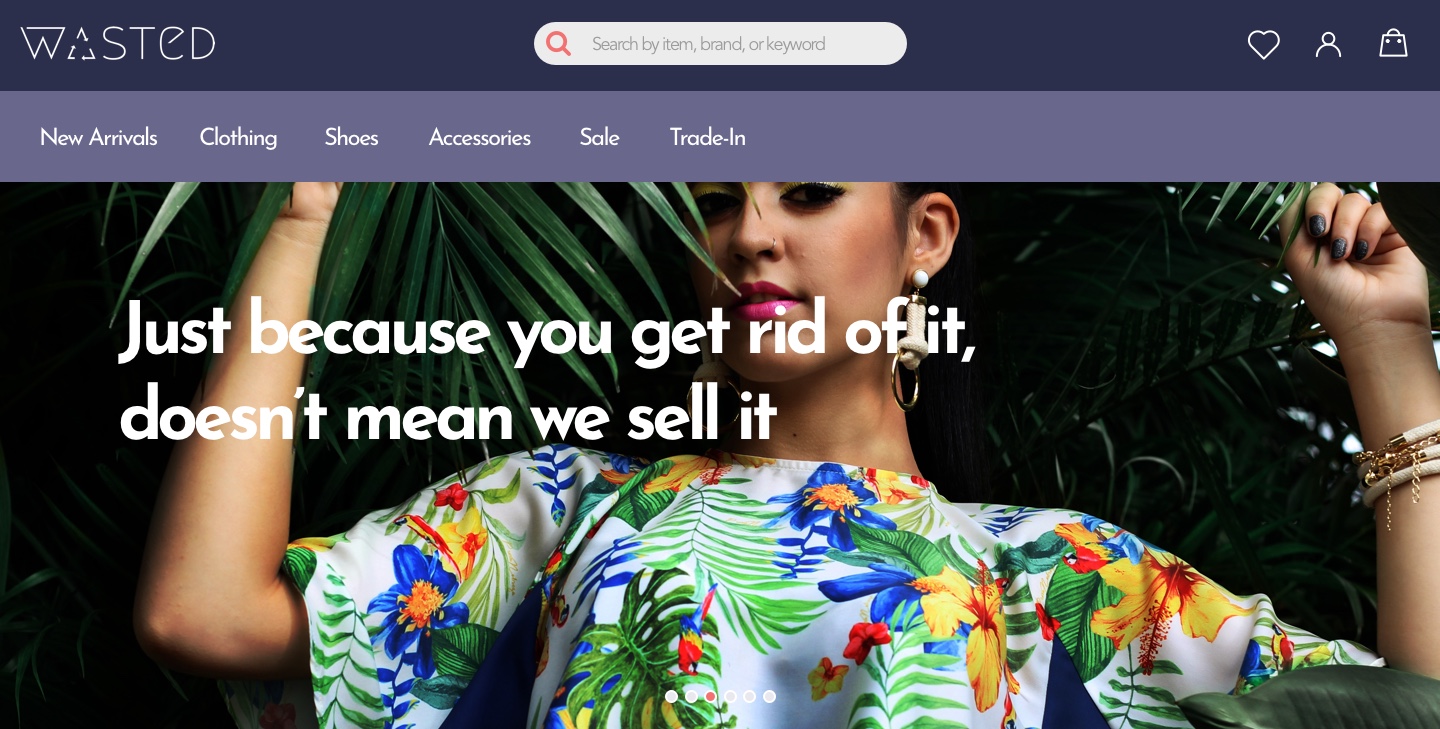 WASTeD
Search by item, brand, or keyword
New Arrivals Clothing Shoes Accessories Sale Trade-In
Just because you get rid of it,
doesn’t mean we sell it